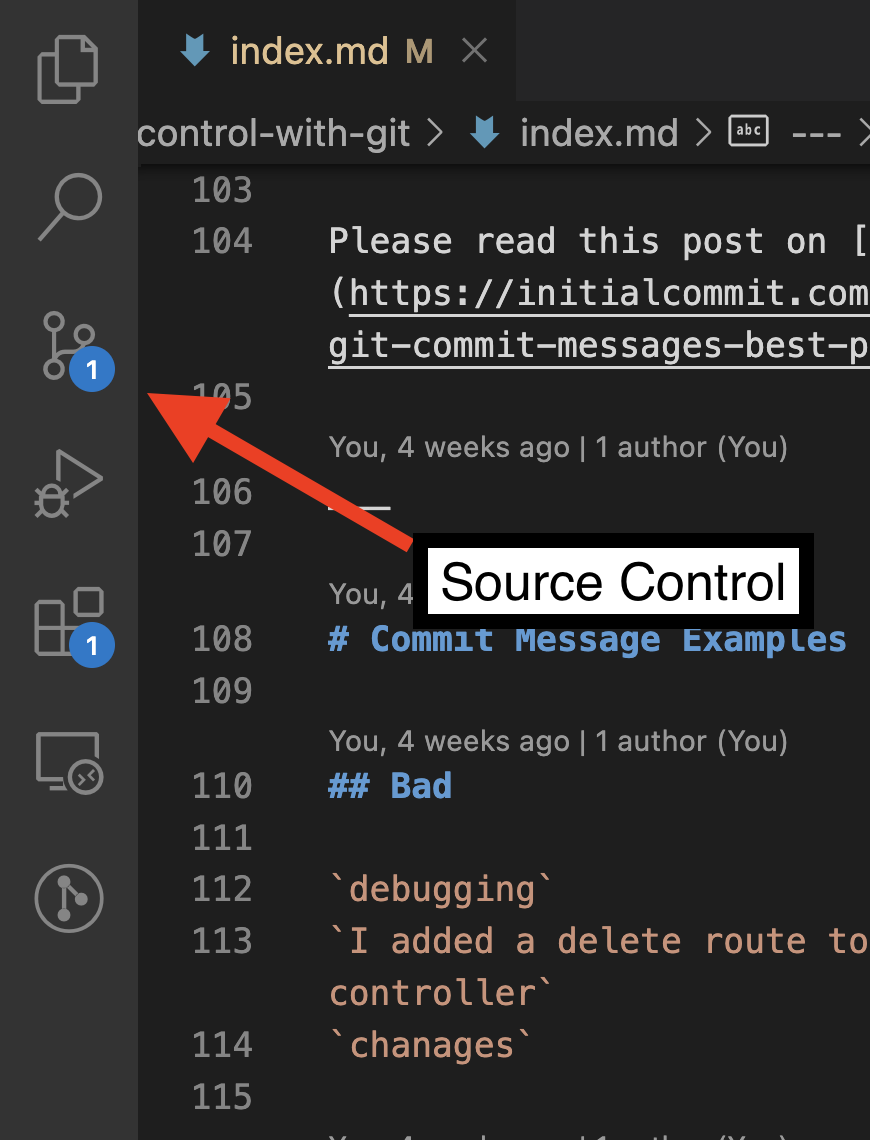 index.md M
control-with-git > index.md > abc --- >
103
104 Please read this post on [
(https://initialcommit.com
git-commit-messages-best-p
1
105
You, 4 weeks ago | 1 author (You)
106 ---
107
Source Control
You, 4
108 # Commit Message Examples
1
109
You, 4 weeks ago | 1 author (You)
110 ## Bad
111
112 `debugging`
113 `I added a delete route to
controller`
114 `chanages`
115